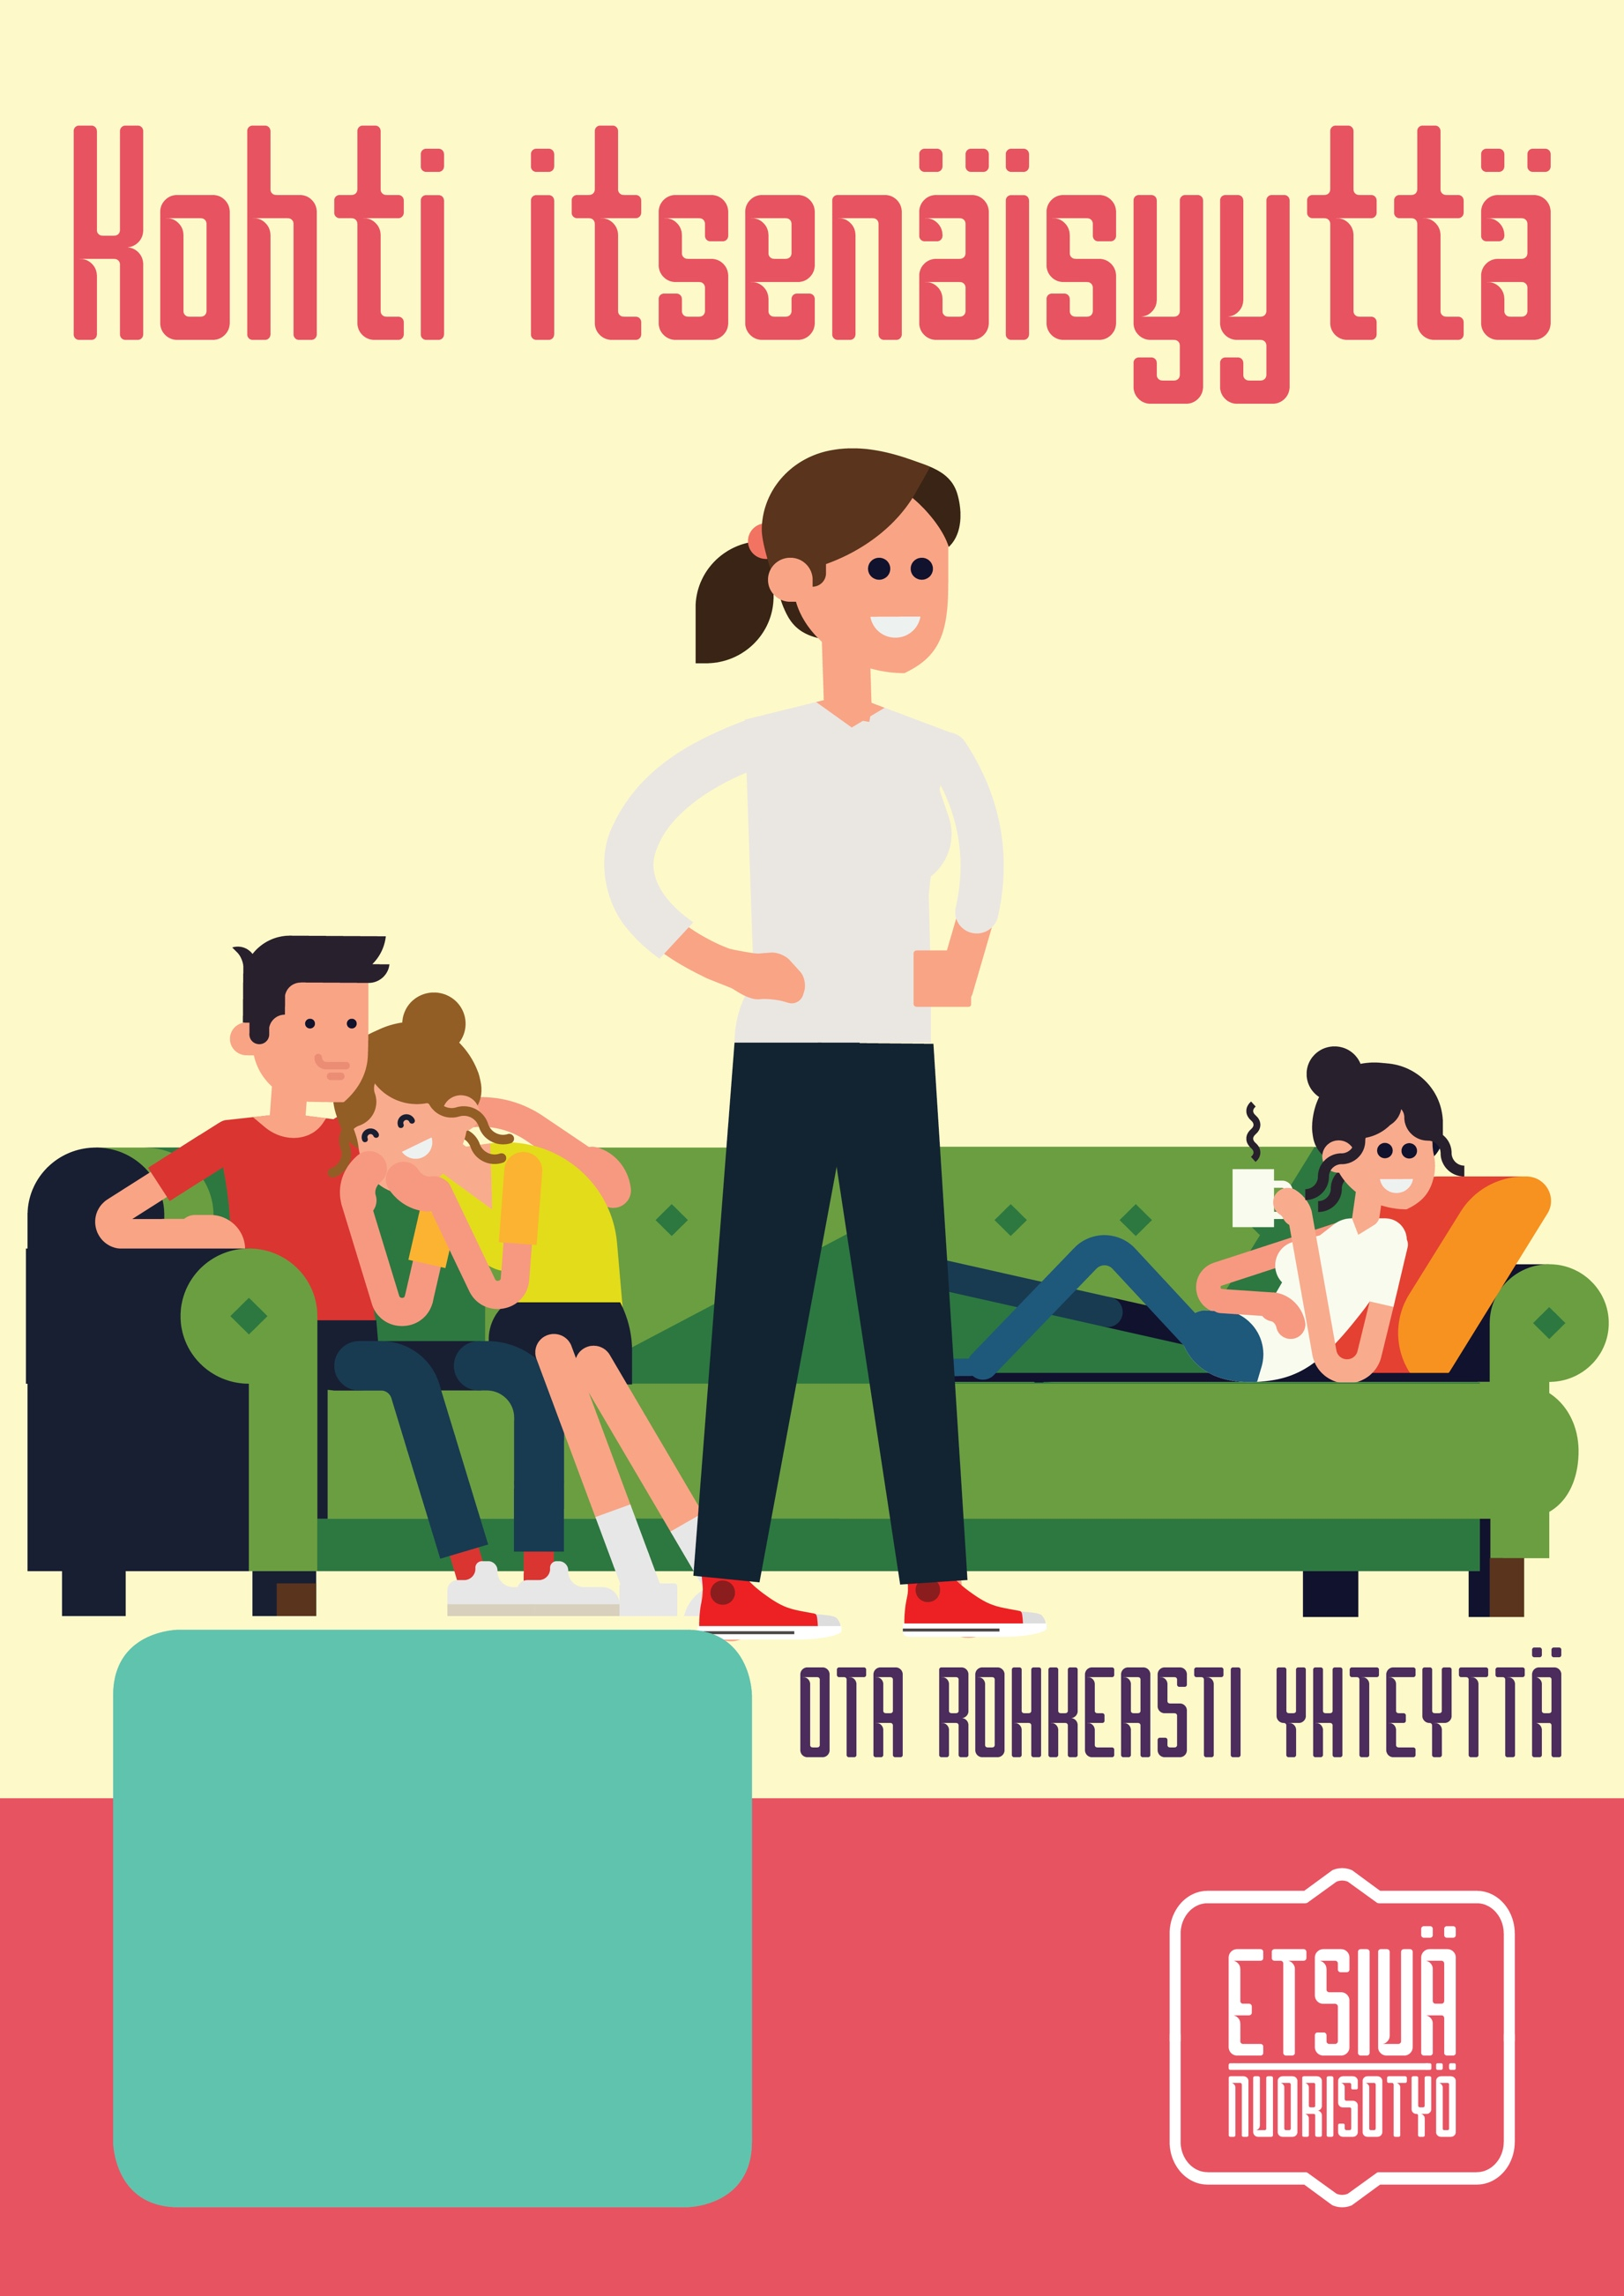 Kohti itsenäisyyttä
OTA ROHKEASTI YHTEYTTÄ
ETSIVÄ
NUORISOTYÖ